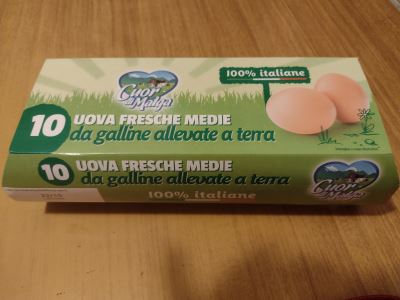 Cuor di Malga
100% italiane
10 UOVA FRESCHE MEDIE
da galline allevate a terra
10 UOVA FRESCHE MEDIE
da galline allevate a terra
Cuor di Malga
100% italiane